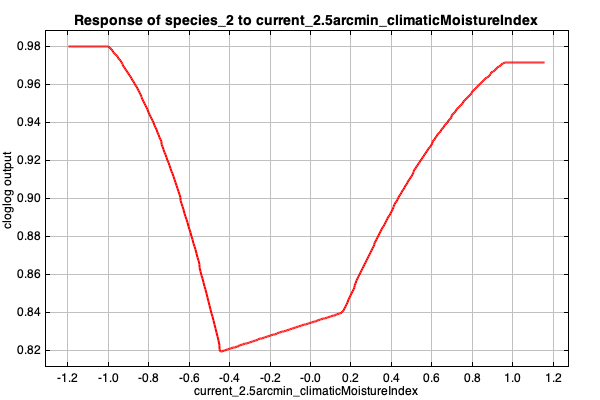 Response of species_2 to current_2.5arcmin_climaticMoistureIndex
0.98
0.96
0.94
0.92
0.90
0.88
0.86
0.84
0.82
cloglog output
-1.2 -1.0 -0.8 -0.6 -0.4 -0.2 -0.0 0.2 0.4 0.6 0.8 1.0 1.2
current_2.5arcmin_climaticMoistureIndex